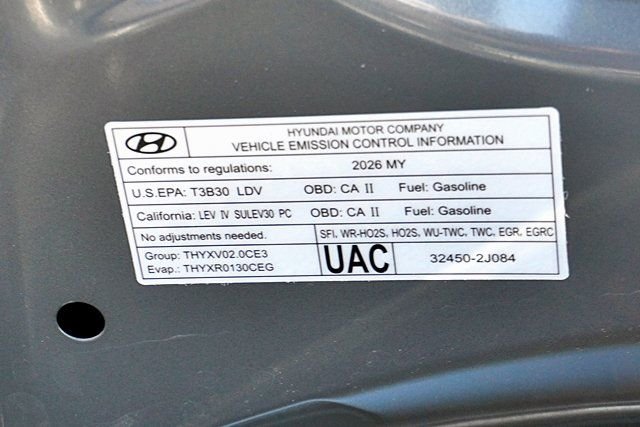 HYUNDAI MOTOR COMPANY
VEHICLE EMISSION CONTROL INFORMATION
Conforms to regulations: 2026 MY
U.S.EPA: T3B30 LDV OBD: CA II Fuel: Gasoline
California: LEV IV SULEV30 PC OBD: CA II Fuel: Gasoline
No adjustments needed. SFI, WR-HO2S, HO2S, WU-TWC, TWC, EGR, EGRC
Group: THYXV02.0CE3
Evap.: THYXR0130CEG
UAC 32450-2J084